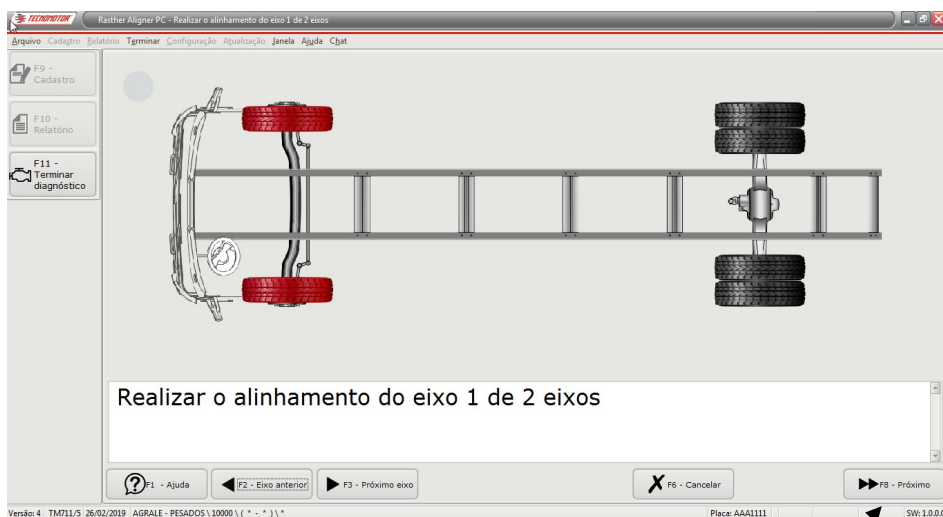 TECNOMOTOR Rasther Aligner PC - Realizar o alinhamento do eixo 1 de 2 eixos
Arquivo Cadastro Relatório Terminar Configuração Atualização Janela Ajuda Chat
F9 -
Cadastro
F10 -
Relatório
F11 -
Terminar
diagnóstico
Realizar o alinhamento do eixo 1 de 2 eixos
F1 - Ajuda
F2 - Eixo anterior
F3 - Próximo eixo
F6 - Cancelar
F8 - Próximo
Versão: 4 TM711/5 26/02/2019 AGRALE - PESADOS \ 10000 \ ( * - * ) \ * Placa: AAA1111 SW: 1.0.0.0